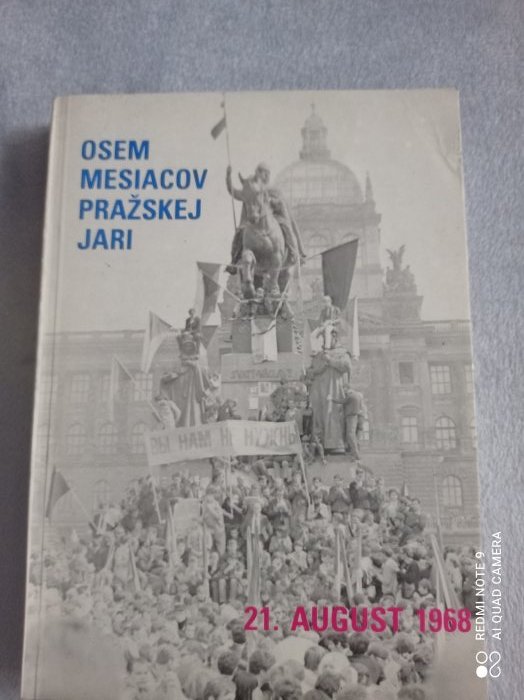 OSEM
MESIACOV
PRAŽSKEJ
JARI
21. AUGUST 1968
REDMI NOTE 9
AI QUAD CAMERA